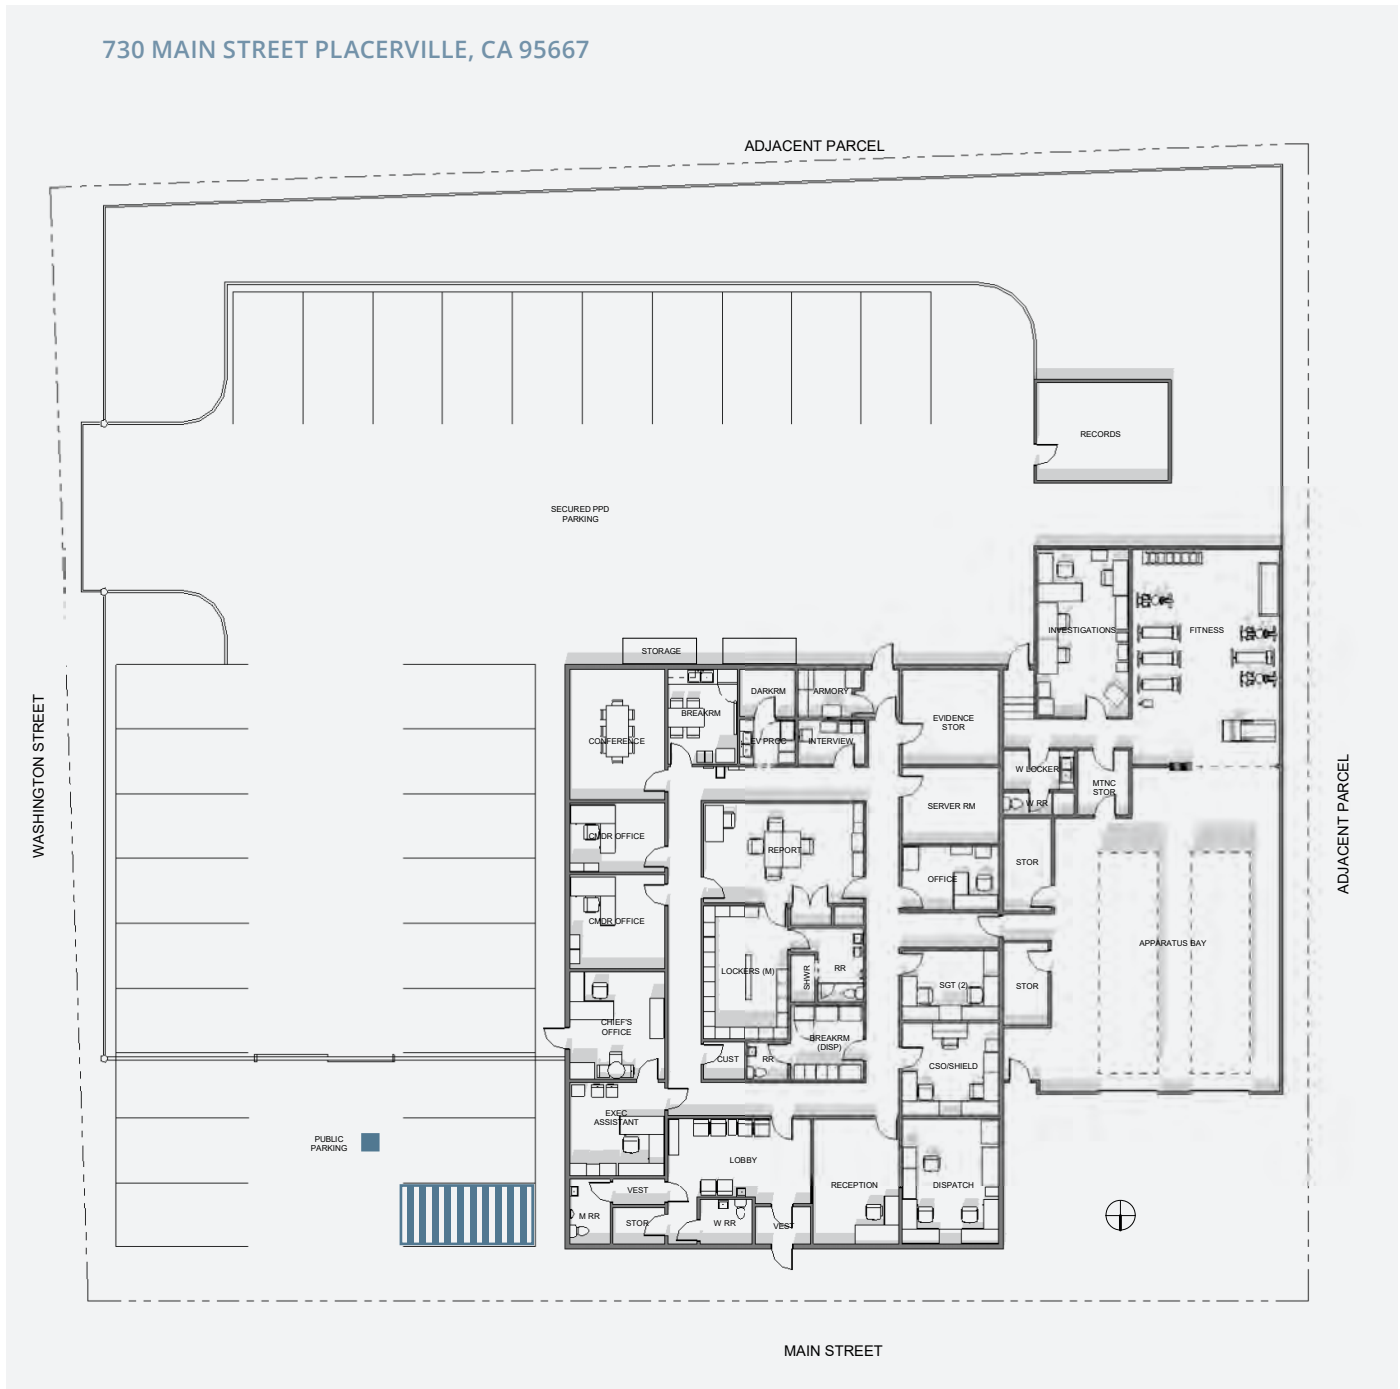 730 MAIN STREET PLACERVILLE, CA 95667
ADJACENT PARCEL
RECORDS
SECURED PPD
PARKING
INVESTIGATIONS
FITNESS
STORAGE
DARKRM
ARMORY
BREAKRM
EVIDENCE
STOR
CONFERENCE
EV PROC
INTERVIEW
W LOCKER
MTNC
STOR
W RR
SERVER RM
CMDR OFFICE
REPORT
STOR
OFFICE
CMDR OFFICE
APPARATUS BAY
LOCKERS (M)
SHWR
RR
SGT (2)
STOR
CHIEF'S
OFFICE
BREAKRM
(DISP)
CUST
RR
CSO/SHIELD
EXEC
ASSISTANT
PUBLIC
PARKING
LOBBY
RECEPTION
DISPATCH
VEST
M RR
STOR
W RR
VEST
WASHINGTON STREET
ADJACENT PARCEL
MAIN STREET